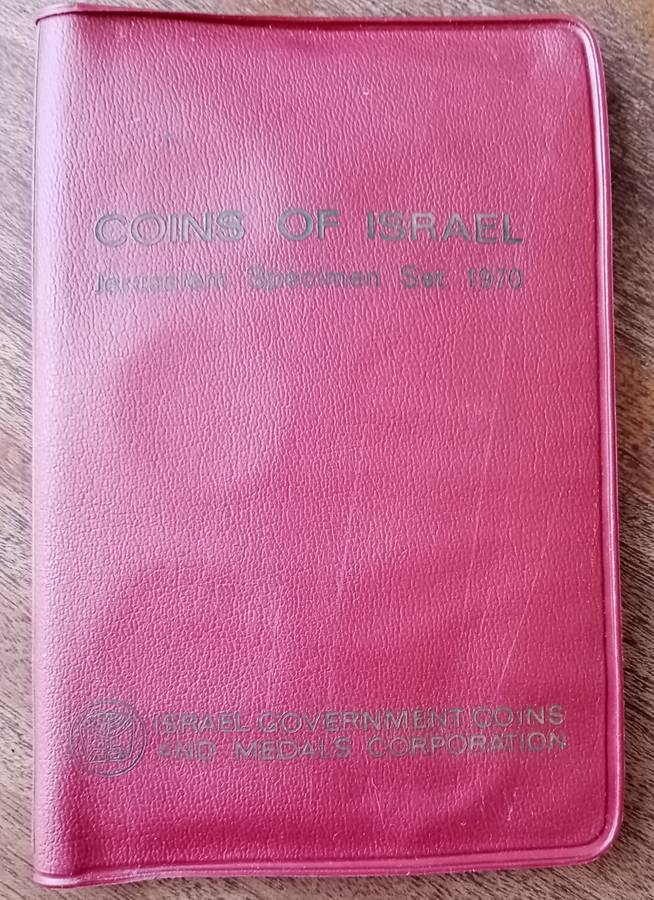 COINS OF ISRAEL
Jerusalem Specimen Set 1970
ISRAEL GOVERNMENT COINS
AND MEDALS CORPORATION